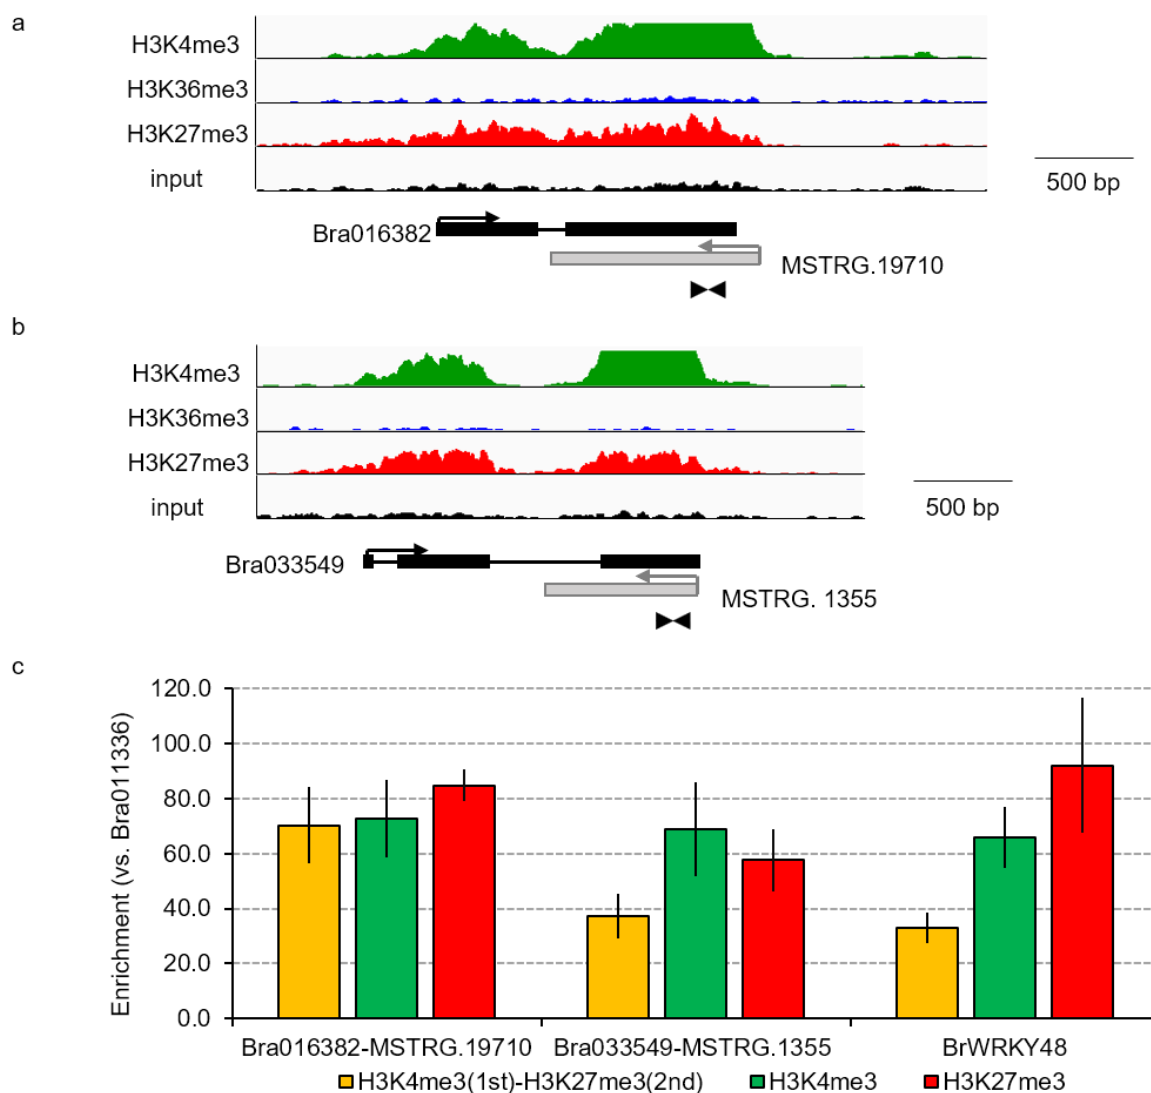 a
H3K4me3
H3K36me3
H3K27me3
input
500 bp
Bra016382
MSTRG.19710
b
H3K4me3
H3K36me3
H3K27me3
input
500 bp
Bra033549
MSTRG. 1355
c
Enrichment (vs. Bra011336)
120.0
100.0
80.0
60.0
40.0
20.0
0.0
Bra016382-MSTRG.19710 Bra033549-MSTRG.1355 BrWRKY48
H3K4me3(1st)-H3K27me3(2nd) H3K4me3 H3K27me3